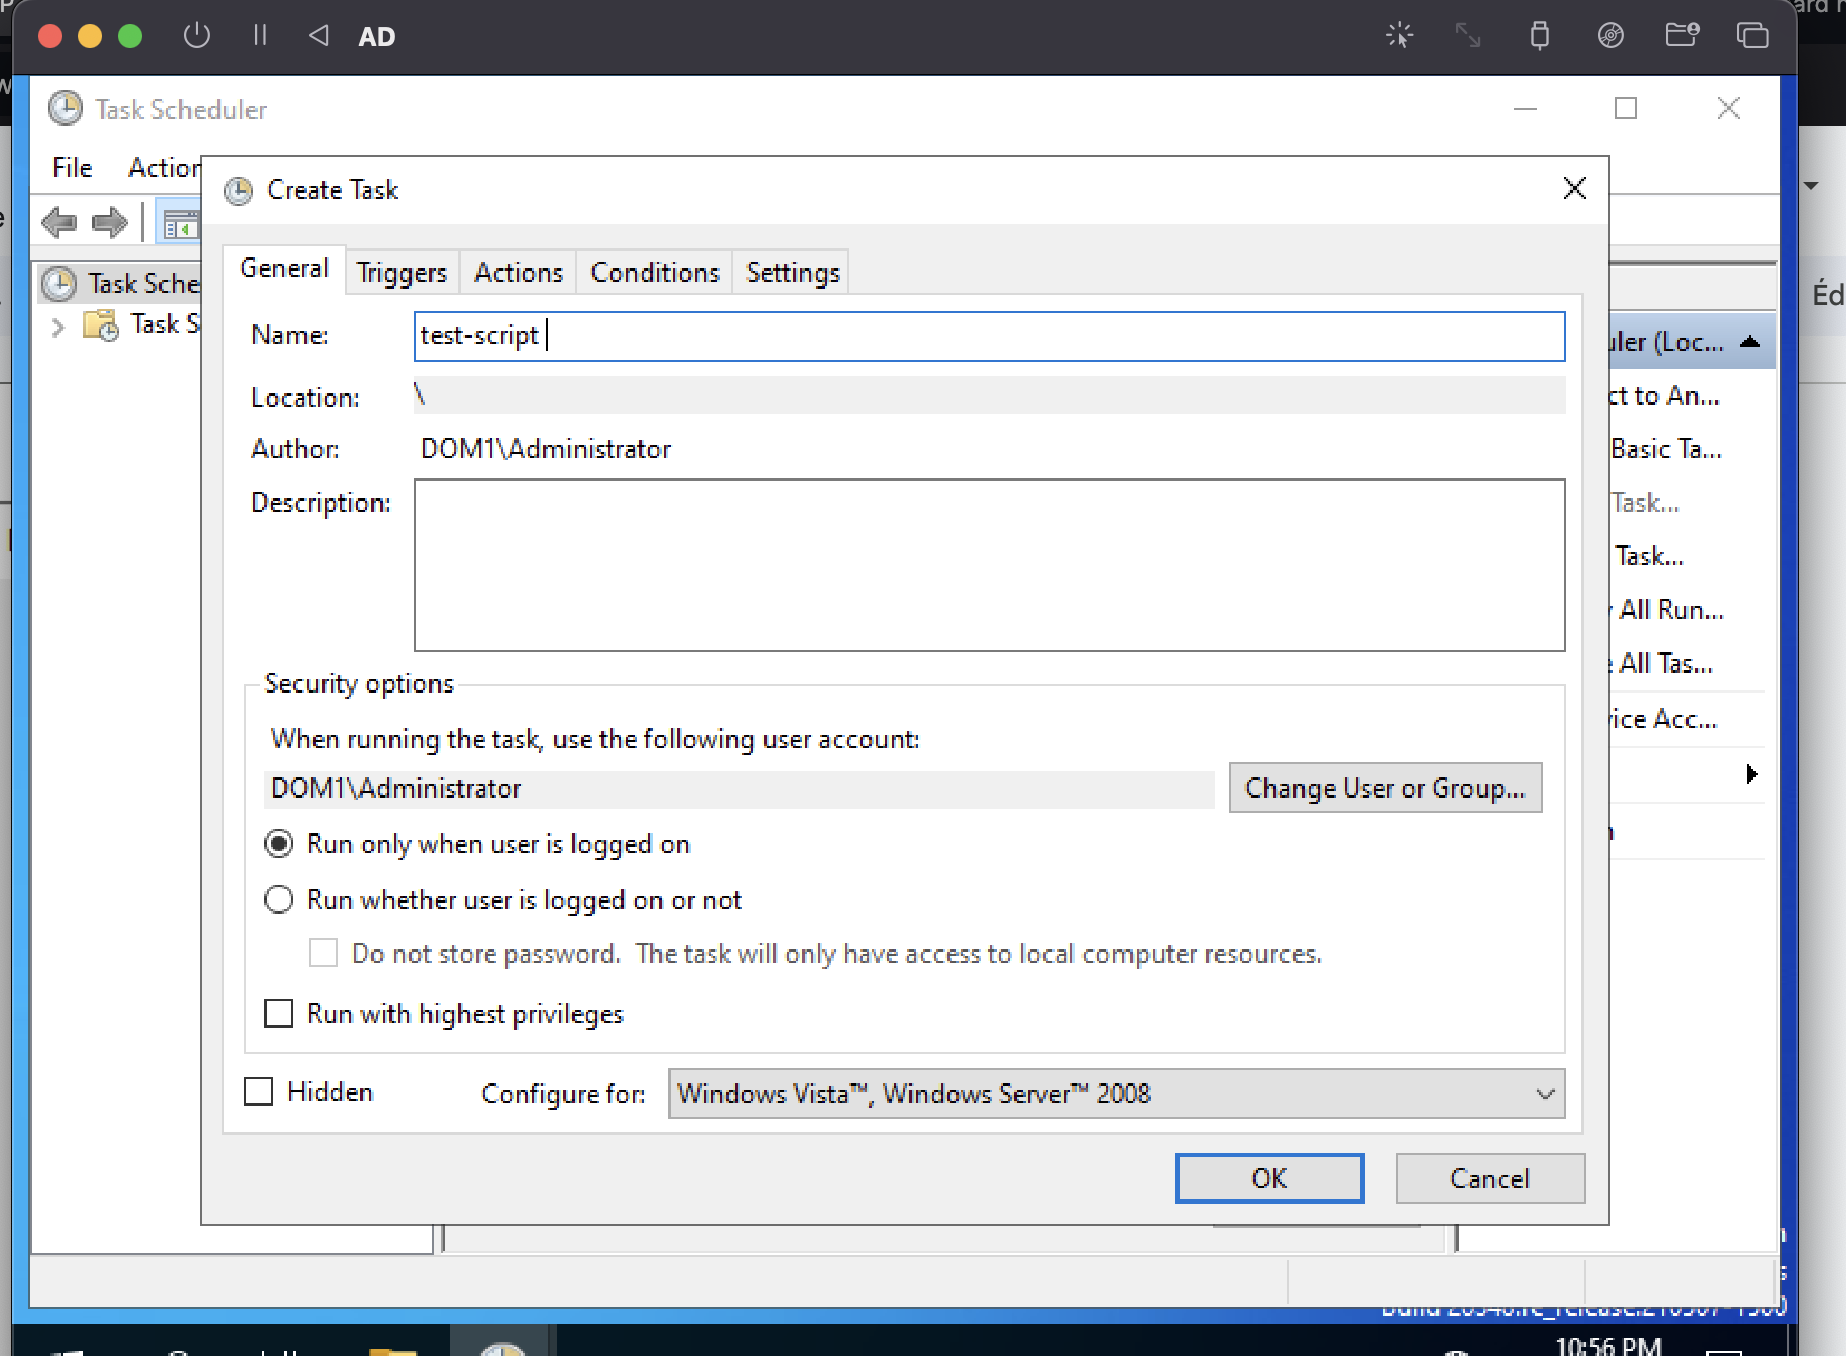 AD
Task Scheduler
File Action
Create Task
General Triggers Actions Conditions Settings
Task Sche
Task S
Name: test-script
Location: \
Author: DOM1\Administrator
Description:
Security options
When running the task, use the following user account:
DOM1\Administrator Change User or Group...
Run only when user is logged on
Run whether user is logged on or not
Do not store password. The task will only have access to local computer resources.
Run with highest privileges
Hidden Configure for: Windows Vista™, Windows Server™ 2008
OK Cancel
uler (Loc...
ct to An...
Basic Ta...
Task...
Task...
All Run...
All Tas...
ice Acc...
Éd
10:56 PM